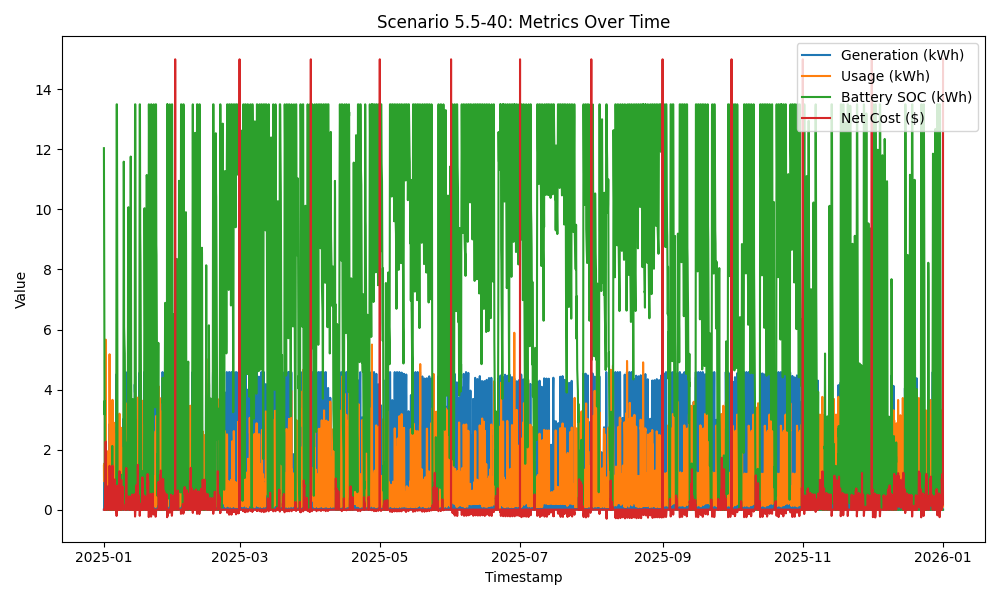 Scenario 5.5-40: Metrics Over Time
Generation (kWh)
Usage (kWh)
Battery SOC (kWh)
Net Cost ($)
Value
14
12
10
8
6
4
2
0
2025-01
2025-03
2025-05
2025-07
2025-09
2025-11
2026-01
Timestamp